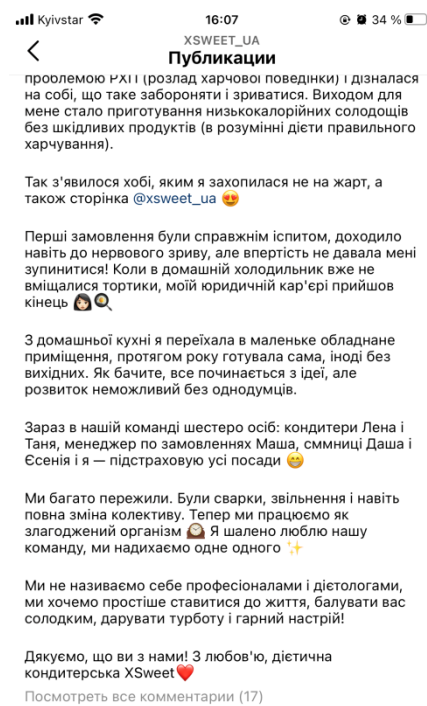 Kyivstar 16:07 34 %
XSWEET_UA
Публикации
проблемою РХП (розлад харчової поведінки) і дізналася
на собі, що таке забороняти і зриватися. Виходом для
мене стало приготування низькокалорійних солодощів
без шкідливих продуктів (в розумінні дієти правильного
харчування).
Так з'явилося хобі, яким я захопилася не на жарт, а
також сторінка @xsweet_ua 😍
Перші замовлення були справжнім іспитом, доходило
навіть до нервового зриву, але впертість не давала мені
зупинитися! Коли в домашній холодильник вже не
вміщалися тортики, моїй юридичній кар'єрі прийшов
кінець 👩🏻🔍
З домашньої кухні я переїхала в маленьке обладнане
приміщення, протягом року готувала сама, іноді без
вихідних. Як бачите, все починається з ідеї, але
розвиток неможливий без однодумців.
Зараз в нашій команді шестеро осіб: кондитери Лена і
Таня, менеджер по замовленнях Маша, сммниці Даша і
Єсенія і я — підстраховую усі посади 😁
Ми багато пережили. Були сварки, звільнення і навіть
повна зміна колективу. Тепер ми працюємо як
злагоджений організм 🕰 Я шалено люблю нашу
команду, ми надихаємо одне одного ✨
Ми не називаємо себе професіоналами і дієтологами,
ми хочемо простіше ставитися до життя, балувати вас
солодким, дарувати турботу і гарний настрій!
Дякуємо, що ви з нами! З любов'ю, дієтична
кондитерська XSweet❤️
Посмотреть все комментарии (17)